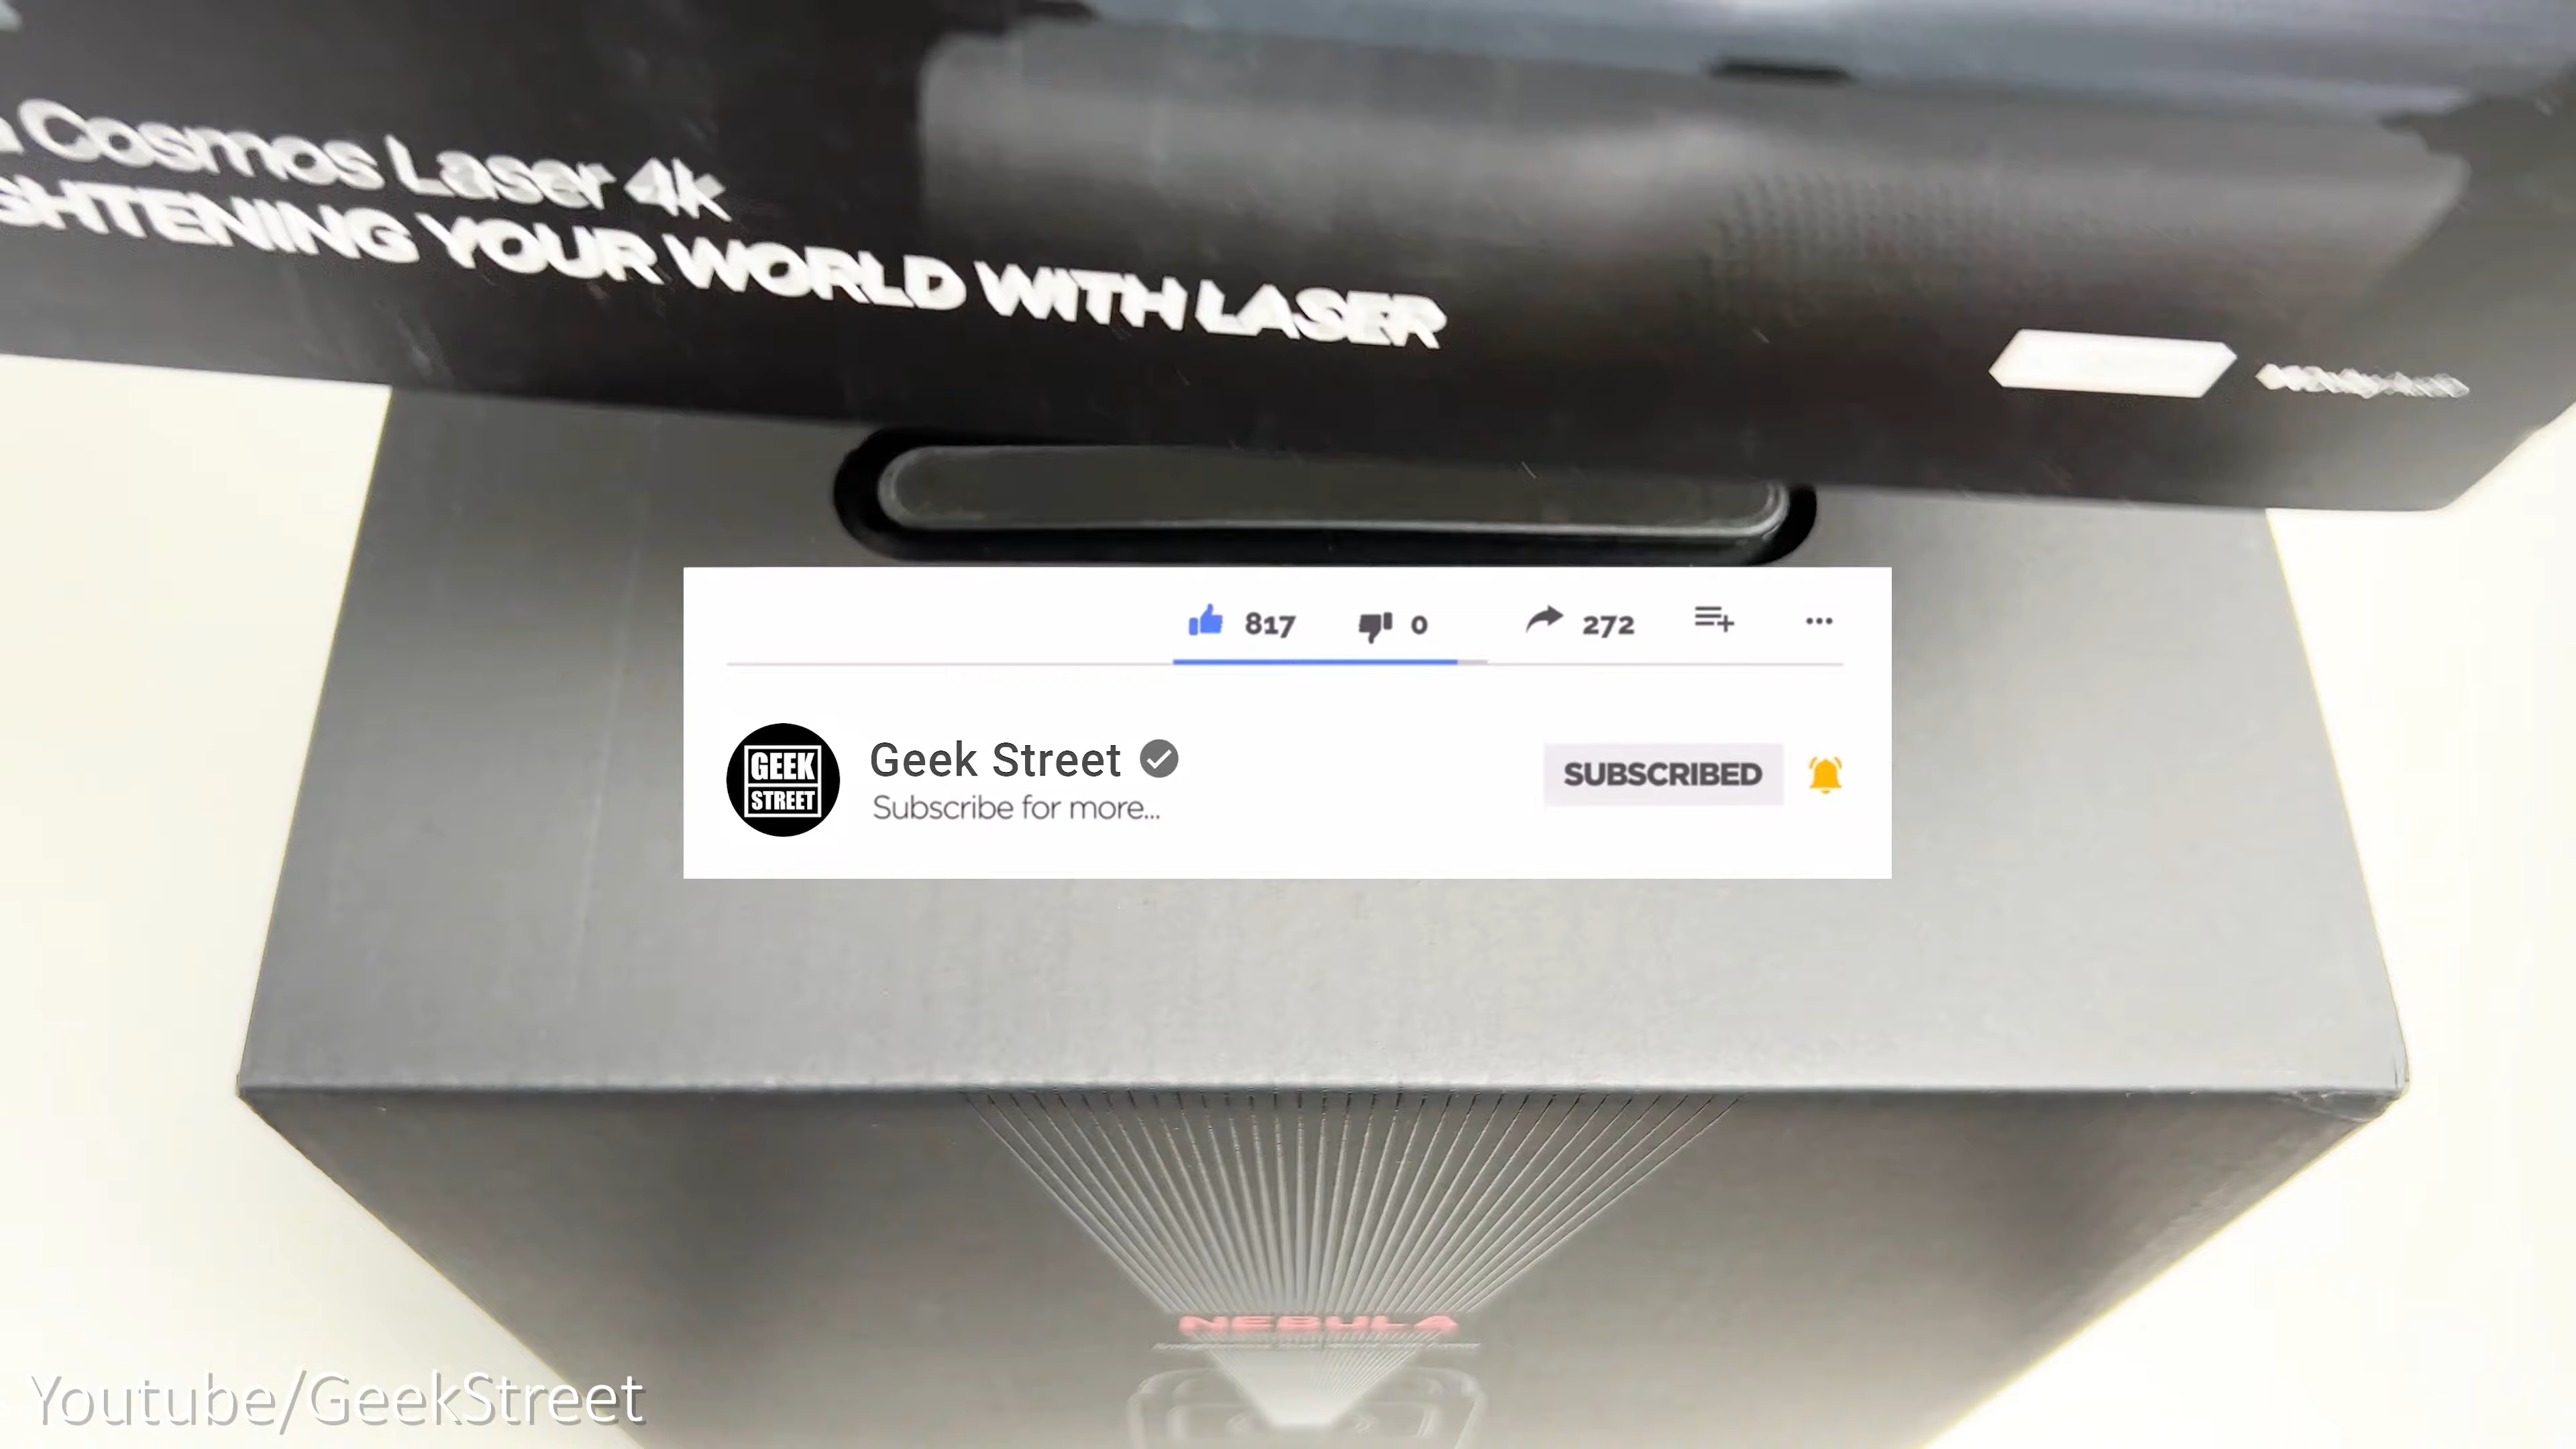 Cosmos Laser 4k
GHTENING YOUR WORLD WITH LASER
817 0 272
GEEK
STREET
Geek Street
Subscribe for more...
SUBSCRIBED
NEBULA
Youtube/GeekStreet